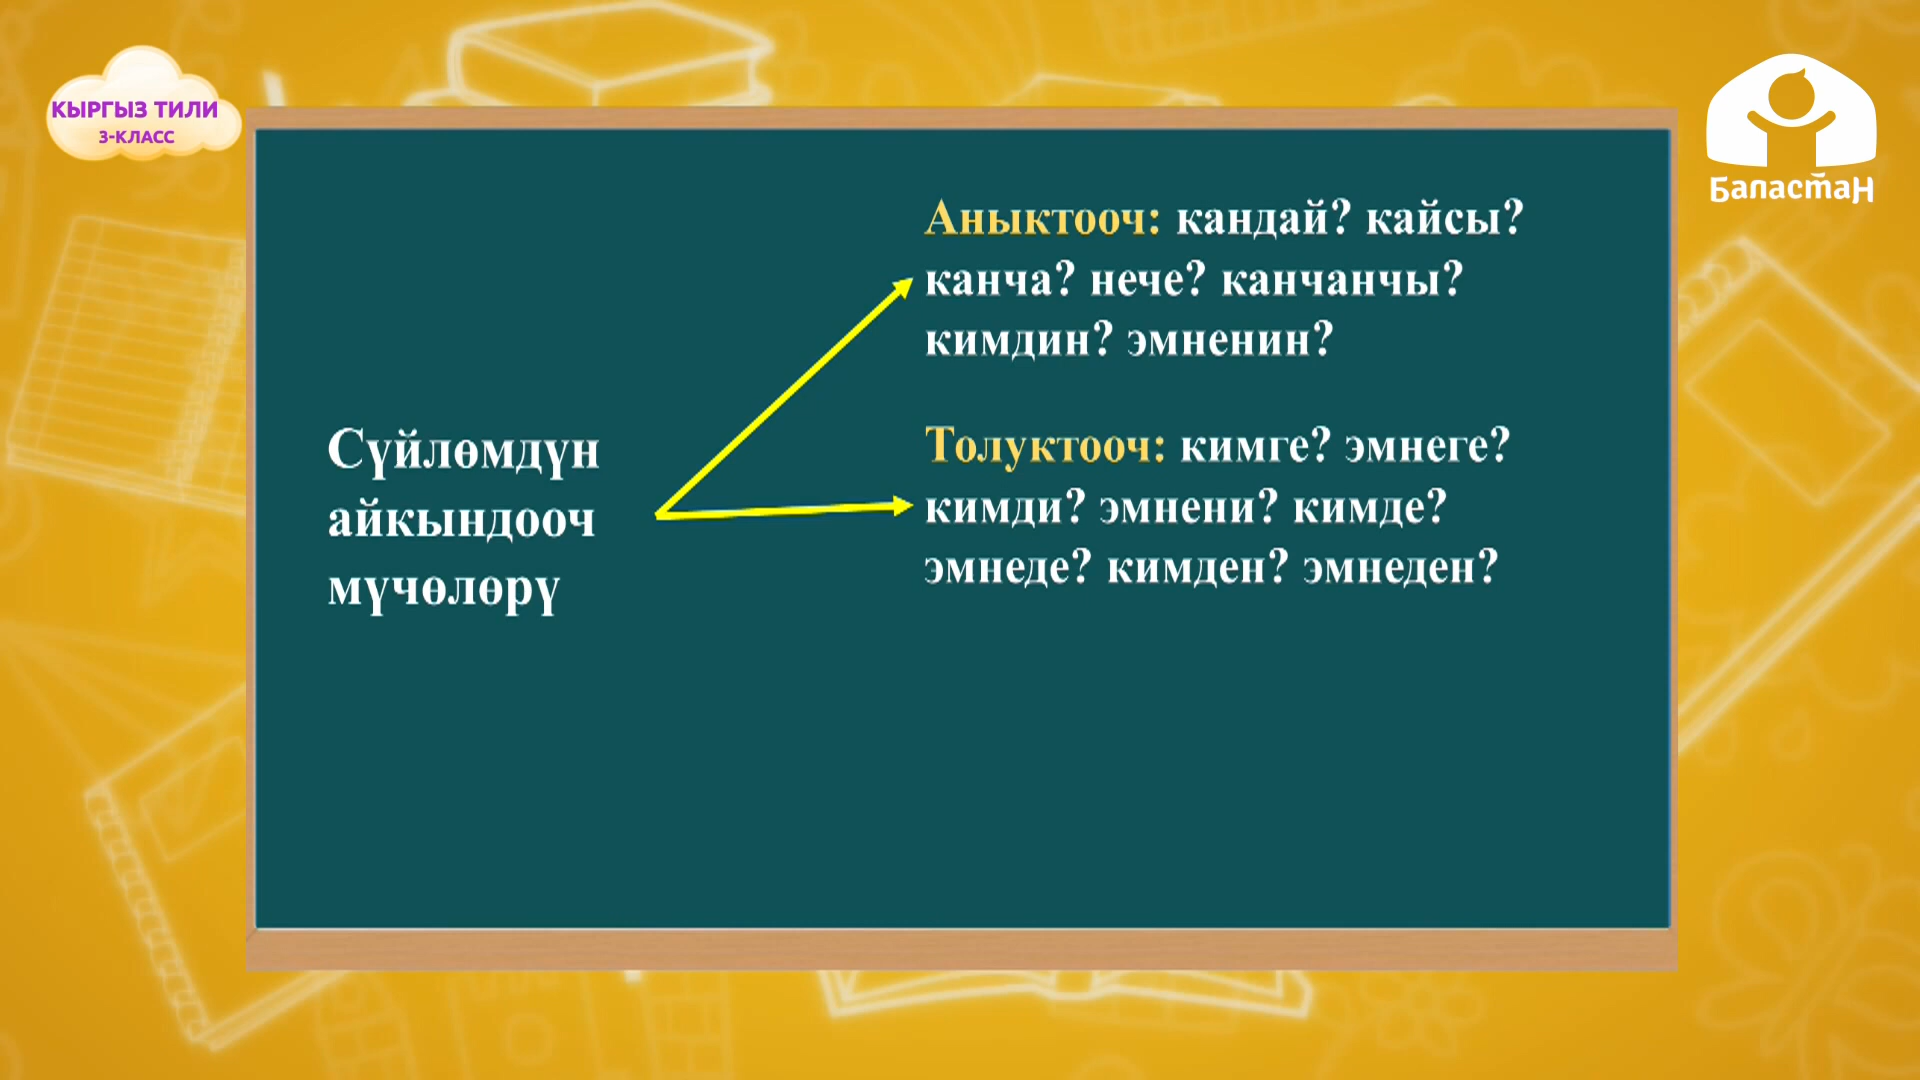 КЫРГЫЗ ТИЛИ
3-КЛАСС
Баластан
Аныктооч: кандай? кайсы?
канча? нече? канчанчы?
кимдин? эмненин?
Сүйлөмдүн
айкындооч
мүчөлөрү
Толуктооч: кимге? эмнеге?
кимди? эмнени? кимде?
эмнеде? кимден? эмнеден?